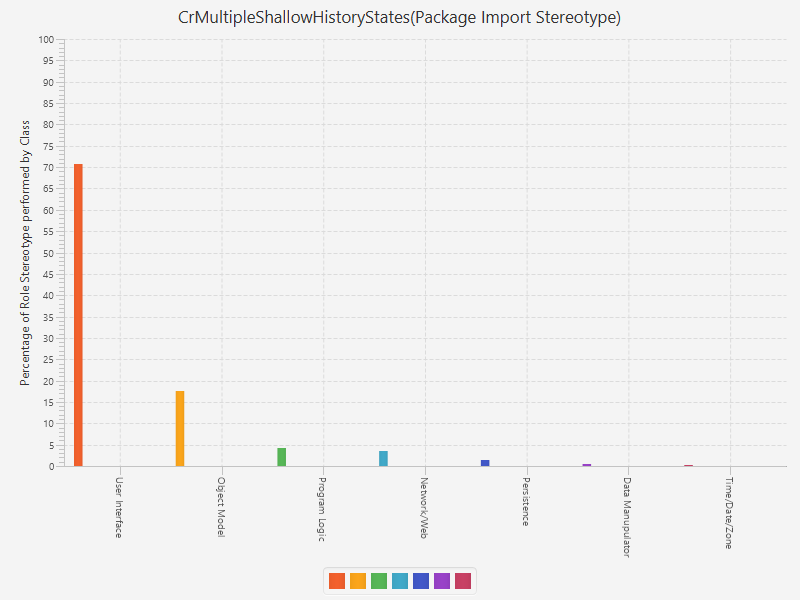 CrMultipleShallowHistoryStates(Package Import Stereotype)
Percentage of Role Stereotype performed by Class
100
95
90
85
80
75
70
65
60
55
50
45
40
35
30
25
20
15
10
5
0
User Interface
Object Model
Program Logic
Network/Web
Persistence
Data Manupulator
Time/Date/Zone